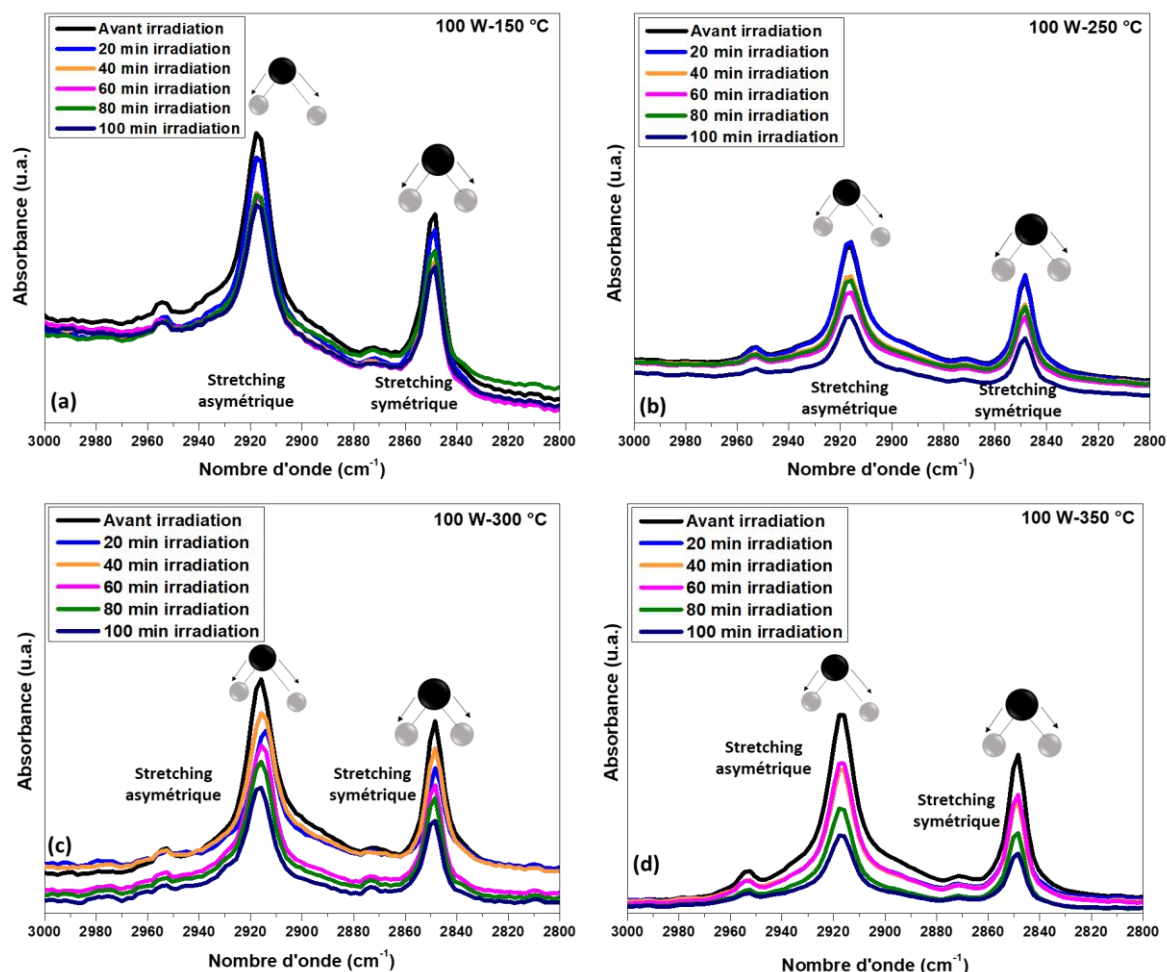 Avant irradiation
20 min irradiation
40 min irradiation
60 min irradiation
80 min irradiation
100 min irradiation
100 W-150 °C
Absorbance (u.a.)
Stretching
asymétrique
Stretching
symétrique
(a)
3000 2980 2960 2940 2920 2900 2880 2860 2840 2820 2800
Nombre d'onde (cm-1)
Avant irradiation
20 min irradiation
40 min irradiation
60 min irradiation
80 min irradiation
100 min irradiation
100 W-250 °C
Absorbance (u.a.)
Stretching
asymétrique
Stretching
symétrique
(b)
3000 2980 2960 2940 2920 2900 2880 2860 2840 2820 2800
Nombre d'onde (cm-1)
Avant irradiation
20 min irradiation
40 min irradiation
60 min irradiation
80 min irradiation
100 min irradiation
100 W-300 °C
Absorbance (u.a.)
Stretching
asymétrique
Stretching
symétrique
(c)
3000 2980 2960 2940 2920 2900 2880 2860 2840 2820 2800
Nombre d'onde (cm-1)
Avant irradiation
20 min irradiation
40 min irradiation
60 min irradiation
80 min irradiation
100 min irradiation
100 W-350 °C
Absorbance (u.a.)
Stretching
asymétrique
Stretching
symétrique
(d)
3000 2980 2960 2940 2920 2900 2880 2860 2840 2820 2800
Nombre d'onde (cm-1)